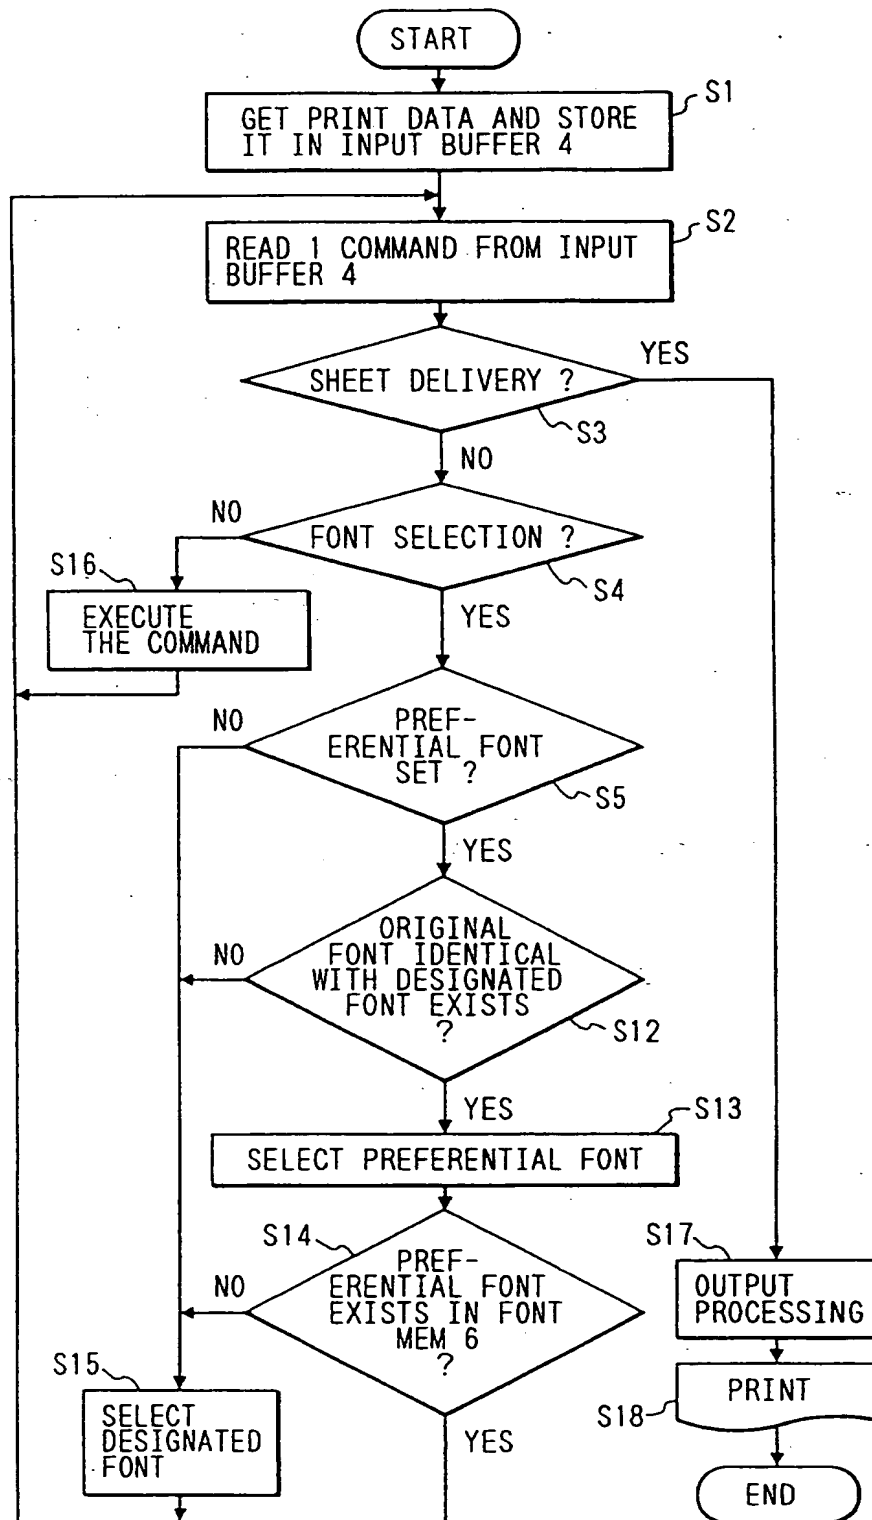 START
S1
GET PRINT DATA AND STORE
IT IN INPUT BUFFER 4
S2
READ 1 COMMAND FROM INPUT
BUFFER 4
YES
SHEET DELIVERY ?
S3
NO
NO
FONT SELECTION ?
S16
S4
EXECUTE
THE COMMAND
YES
NO
PREF-
ERENTIAL FONT
SET ?
S5
YES
ORIGINAL
NO
FONT IDENTICAL
WITH DESIGNATED
FONT EXISTS
?
S12
YES
S13
SELECT PREFERENTIAL FONT
S14
S17
PREF-
NO
ERENTIAL FONT
EXISTS IN FONT
MEM 6
?
OUTPUT
PROCESSING
S15
PRINT
S18
SELECT
DESIGNATED
FONT
YES
END